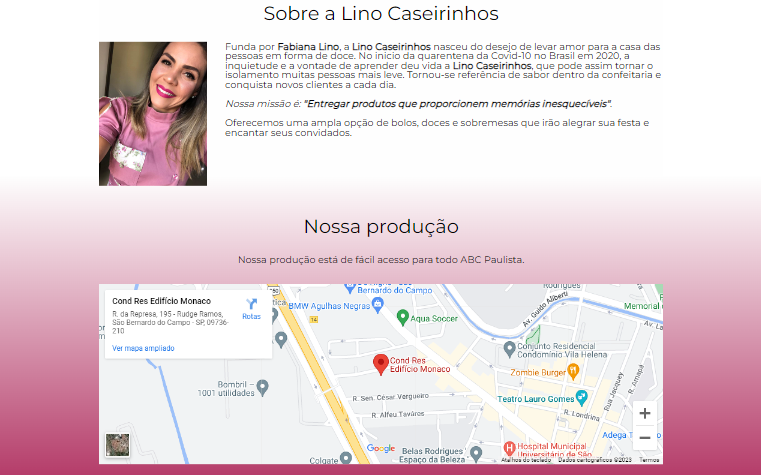 Sobre a Lino Caseirinhos
Funda por Fabiana Lino, a Lino Caseirinhos nasceu do desejo de levar amor para a casa das
pessoas em forma de doce. No início da quarentena da Covid-10 no Brasil em 2020, a
inquietude e a vontade de aprender deu vida a Lino Caseirinhos, que pode assim tornar o
isolamento muitas pessoas mais leve. Tornou-se referência de sabor dentro da confeitaria e
conquista novos clientes a cada dia.
Nossa missão é: "Entregar produtos que proporcionem memórias inesquecíveis".
Oferecemos uma ampla opção de bolos, doces e sobremesas que irão alegrar sua festa e
encantar seus convidados.
Nossa produção
Nossa produção está de fácil acesso para todo ABC Paulista.
Cond Res Edifício Monaco
R. da Represa, 195 - Rudge Ramos,
São Bernardo do Campo - SP, 09736-
210
Rotas
Ver mapa ampliado
Bernardo do Campo
BMW Agulhas Negras
Aqua Soccer
Rodrigues
Av. Guido Aliberti
Memorial
Av.
Conjunto Residencial
Condomínio Vila Helena
Cond Res
Edifício Monaco
Zombie Burger
Bombril –
1001 utilidades
R. Sen. César Vergueiro
R. Alfeu Tavares
Teatro Lauro Gomes
R. Londrina
Rua Jacquey
R. Amapá
Adega
Google
Colgate
Belas Rodrigues
Espaço da Beleza
Hospital Municipal
Universitário de São
Atalhos do teclado
Dados cartográficos ©2023
Termos